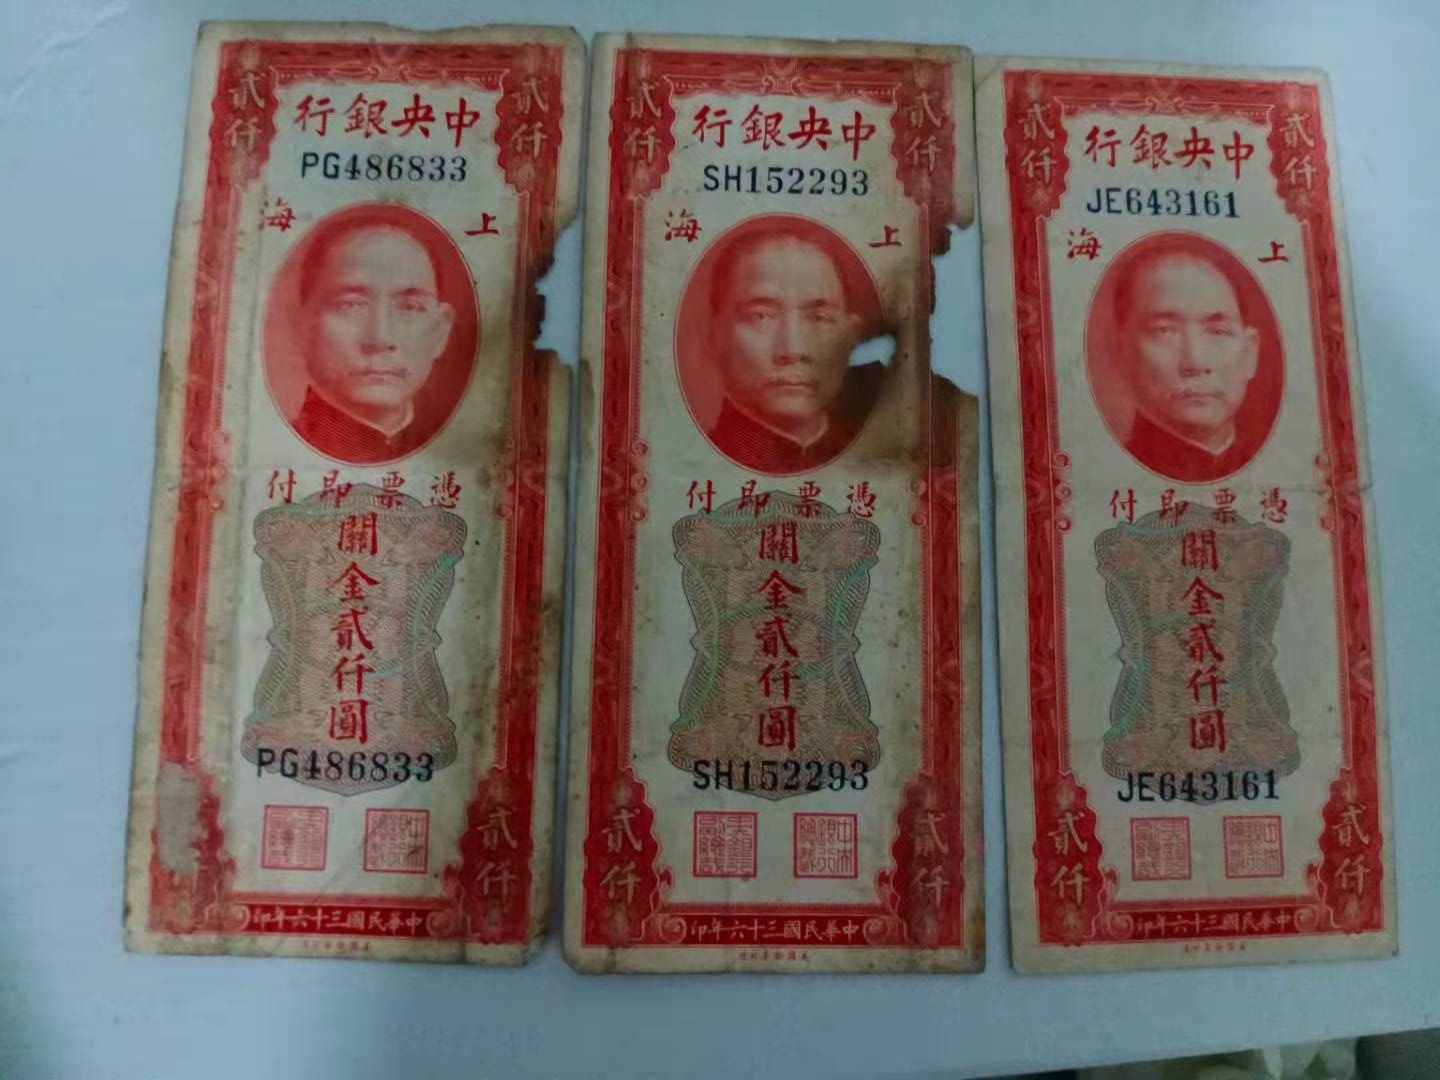 貳仟
貳仟
中央銀行
PG486833
上海
憑票即付
關金貳仟圓
PG486833
貳仟
中華民國三十六年印
貳仟
貳仟
中央銀行
SH152293
上海
憑票即付
關金貳仟圓
SH152293
貳仟
貳仟
中華民國三十六年印
貳仟
貳仟
中央銀行
JE643161
上海
憑票即付
關金貳仟圓
JE643161
貳仟
貳仟
中華民國三十六年印